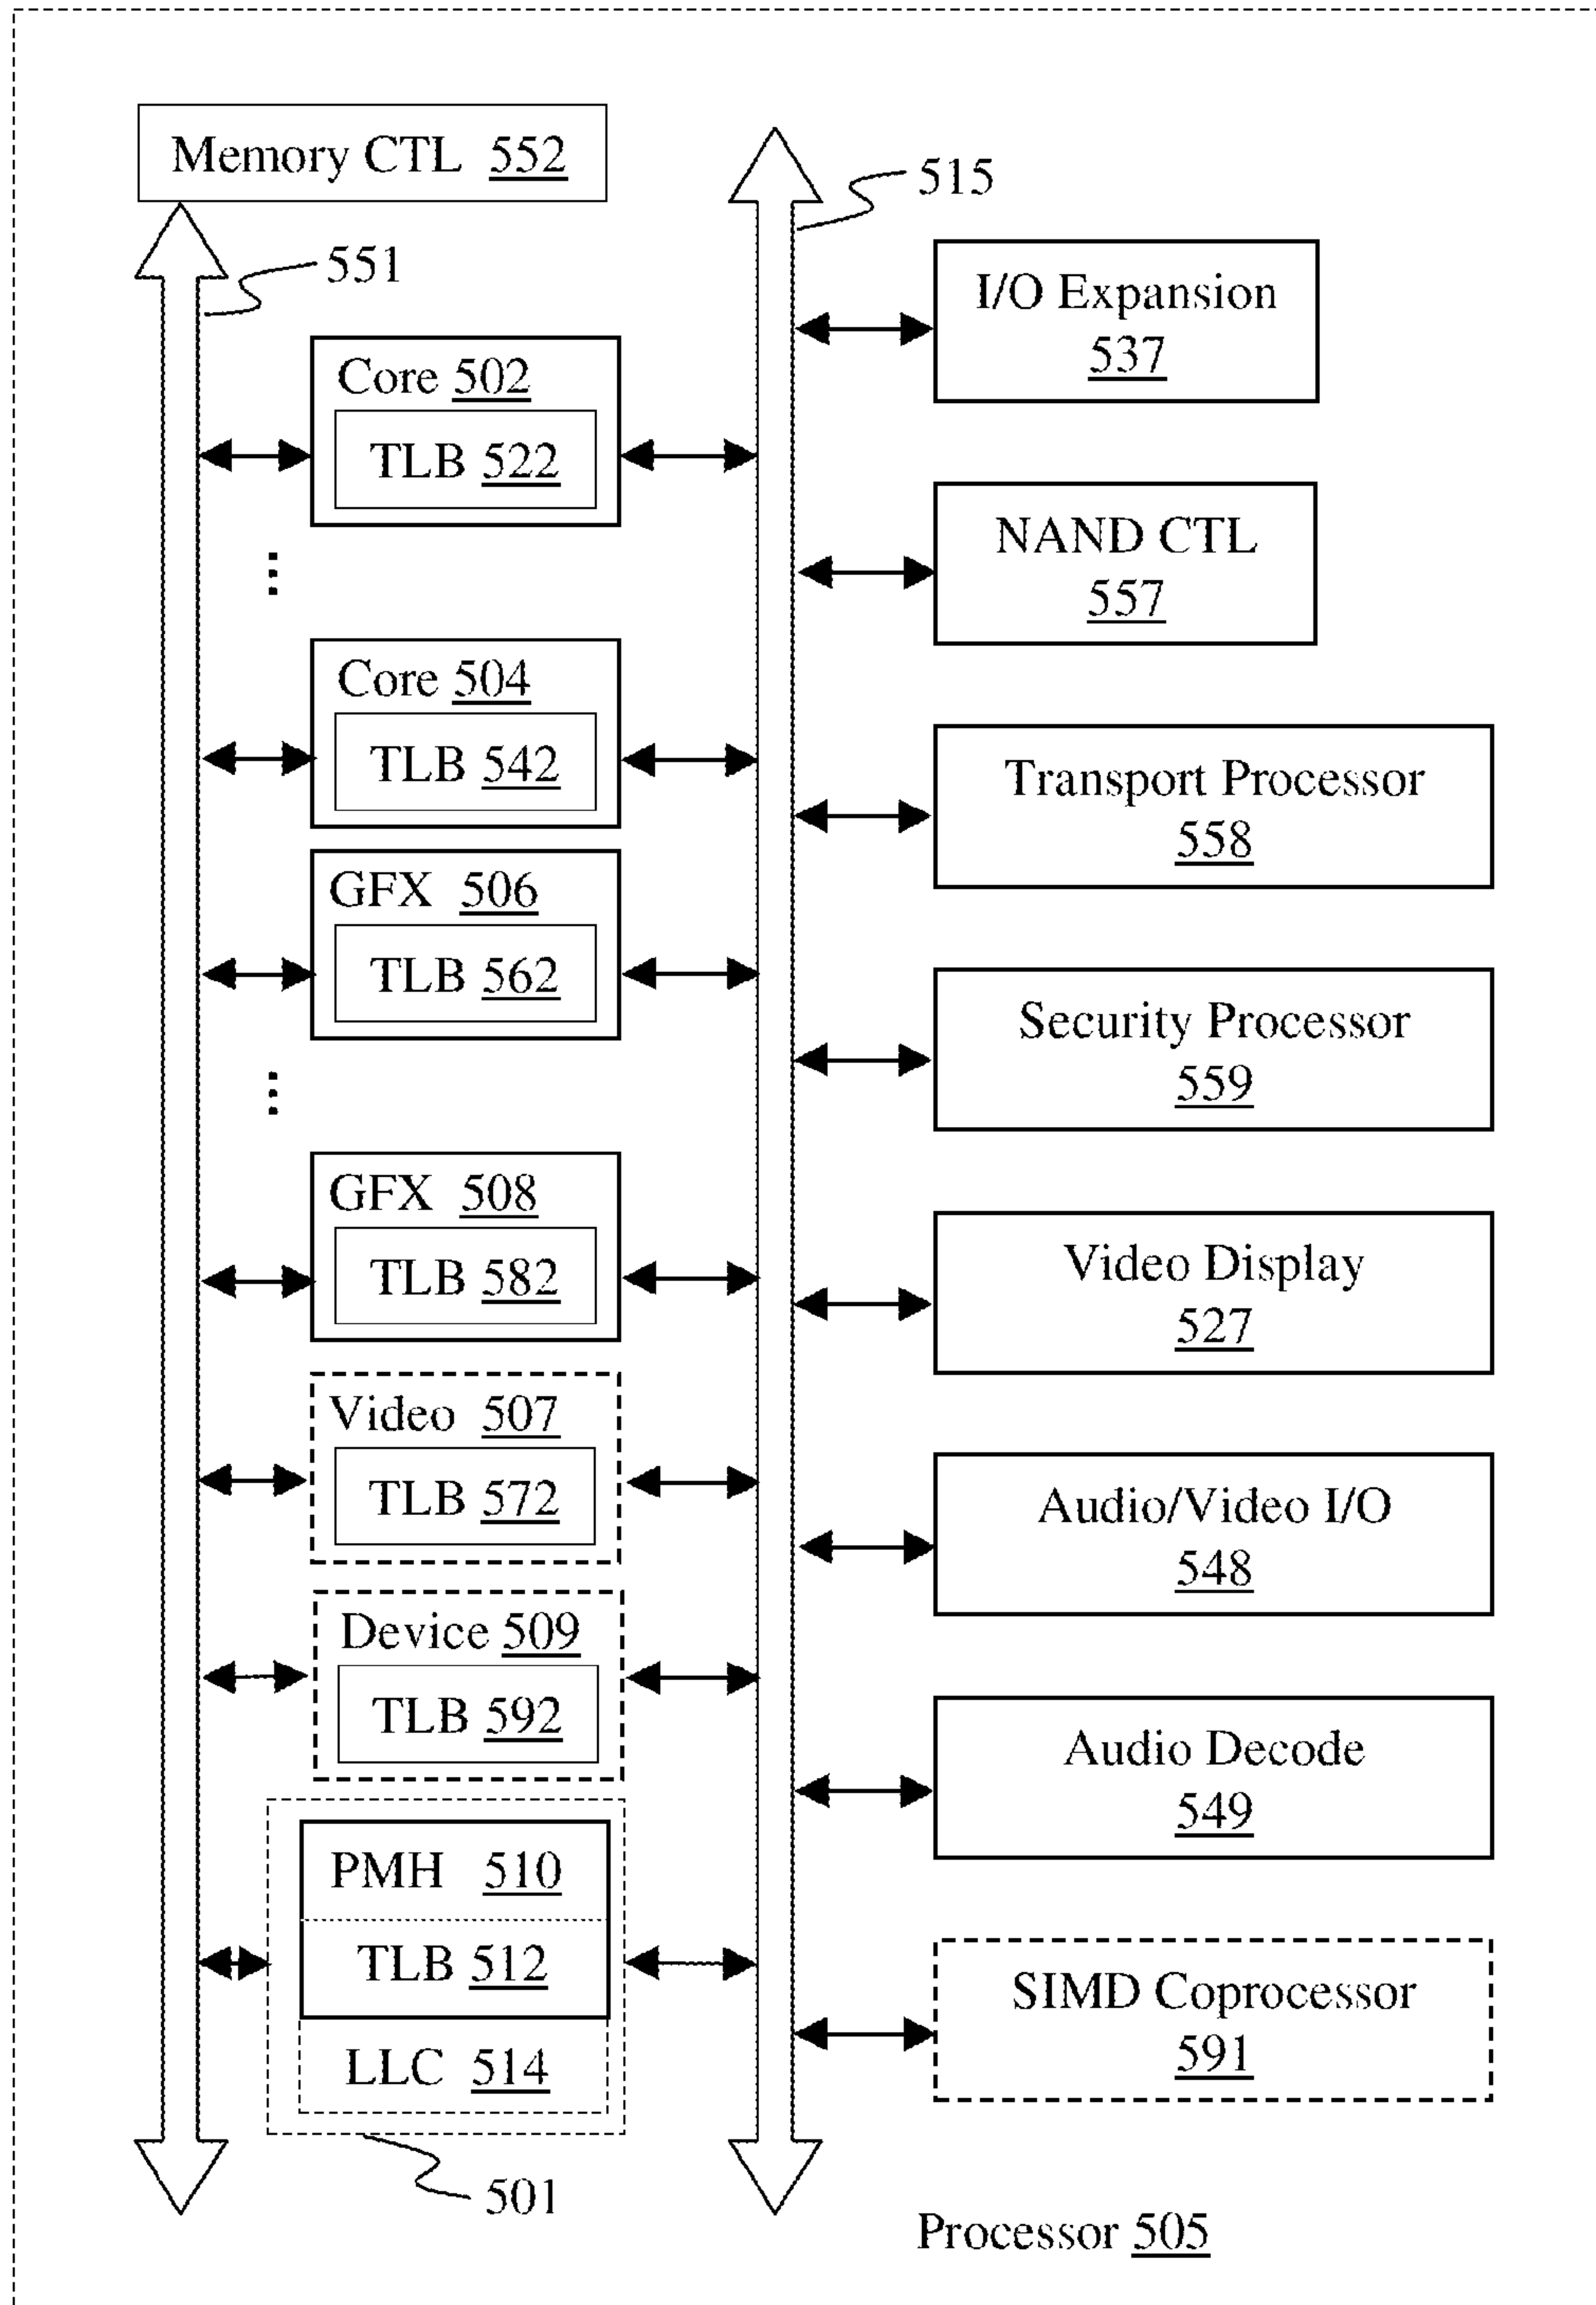 Memory CTL 552
551
515
Core 502
TLB 522
Core 504
TLB 542
GFX 506
TLB 562
GFX 508
TLB 582
Video 507
TLB 572
Device 509
TLB 592
PMH 510
TLB 512
LLC 514
501
I/O Expansion
537
NAND CTL
557
Transport Processor
558
Security Processor
559
Video Display
527
Audio/Video I/O
548
Audio Decode
549
SIMD Coprocessor
591
Processor 505